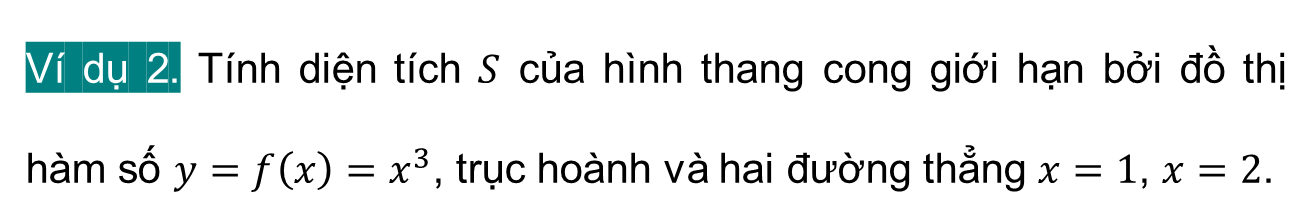 Ví dụ 2. Tính diện tích S của hình thang cong giới hạn bởi đồ thị
hàm số y = f(x) = x³, trục hoành và hai đường thẳng x = 1, x = 2.